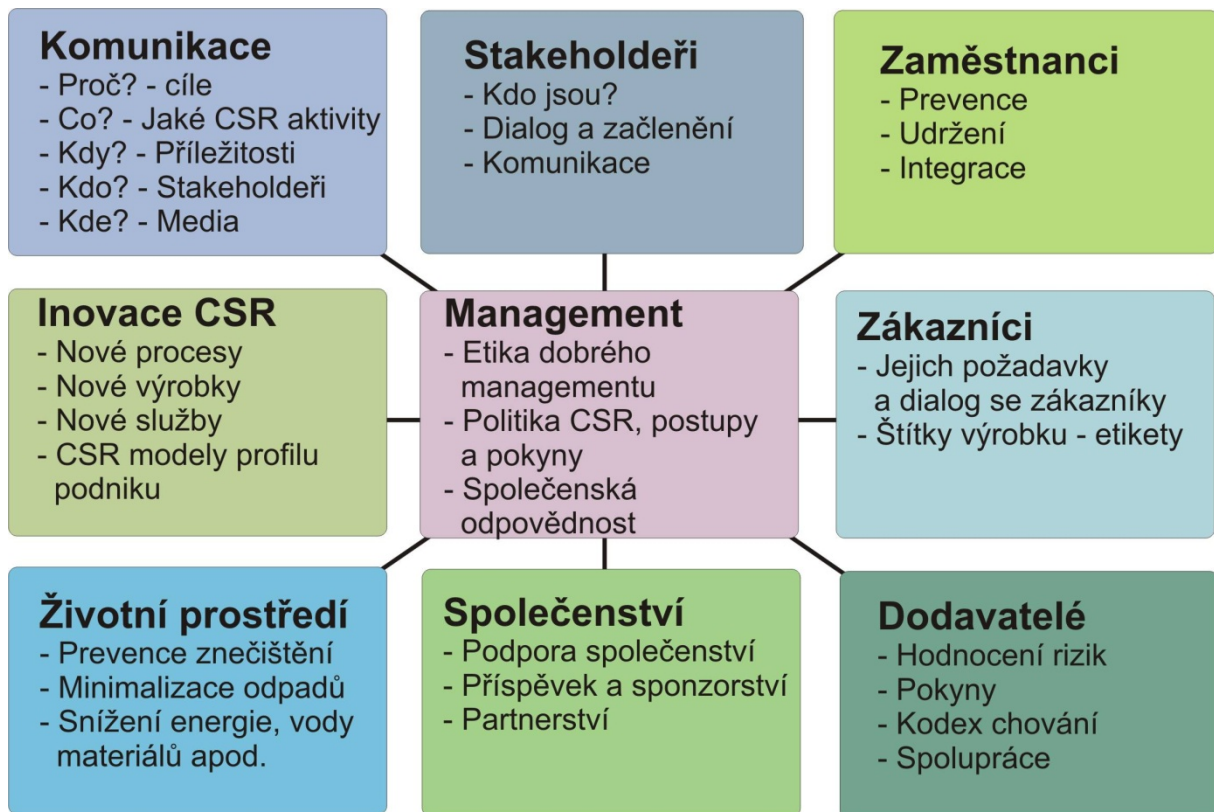 Komunikace
- Proč? - cíle
- Co? - Jaké CSR aktivity
- Kdy? - Příležitosti
- Kdo? - Stakeholdeři
- Kde? - Media
Stakeholdeři
- Kdo jsou?
- Dialog a začlenění
- Komunikace
Zaměstnanci
- Prevence
- Udržení
- Integrace
Inovace CSR
- Nové procesy
- Nové výrobky
- Nové služby
- CSR modely profilu
podniku
Management
- Etika dobrého
managementu
- Politika CSR, postupy
a pokyny
- Společenská
odpovědnost
Zákazníci
- Jejich požadavky
a dialog se zákazníky
- Štítky výrobku - etikety
Životní prostředí
- Prevence znečištění
- Minimalizace odpadů
- Snížení energie, vody
materiálů apod.
Společenství
- Podpora společenství
- Příspěvek a sponzorství
- Partnerství
Dodavatelé
- Hodnocení rizik
- Pokyny
- Kodex chování
- Spolupráce